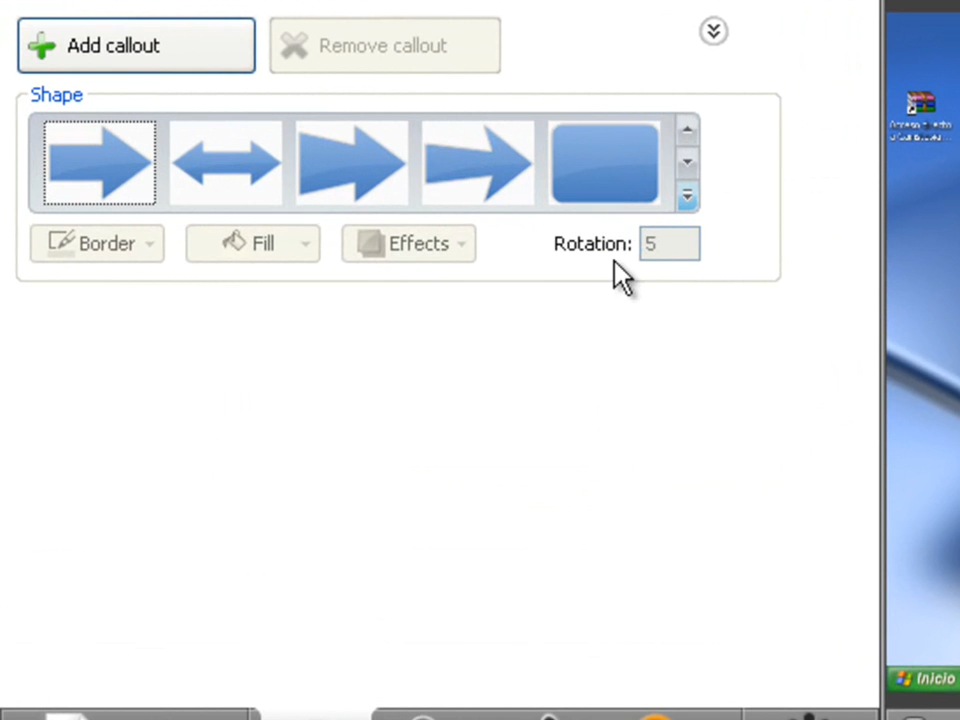 Add callout
Remove callout
Shape
Border
Fill
Effects
Rotation: 5
Inicio